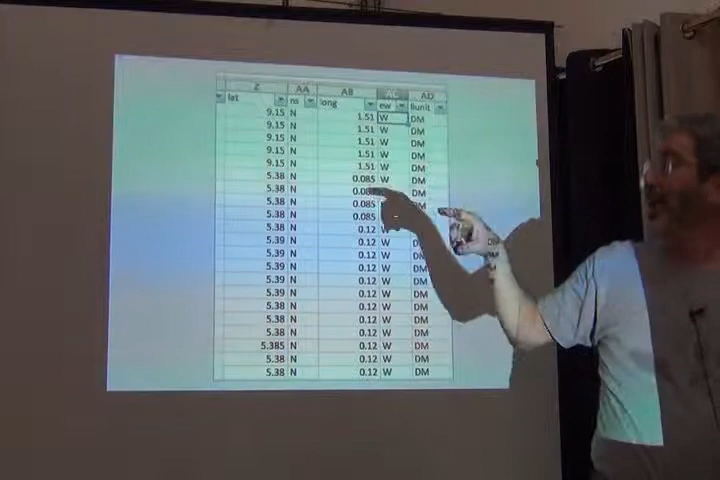 Z AA AB AC AD
lat ns long ew llunit
9.15 N 1.51 W DM
9.15 N 1.51 W DM
9.15 N 1.51 W DM
9.15 N 1.51 W DM
9.15 N 1.51 W DM
5.38 N 0.085 W DM
5.38 N DM
5.38 N 0.085 DM
5.38 N 0.085
5.38 N 0.12 W
5.39 N 0.12 W
5.39 N 0.12 W
5.39 N 0.12 W DM
5.39 N 0.12 W DM
5.39 N 0.12 W DM
5.38 N 0.12 W DM
5.38 N 0.12 W DM
5.38 N 0.12 W DM
5.385 N 0.12 W DM
5.38 N 0.12 W DM
5.38 N 0.12 W DM